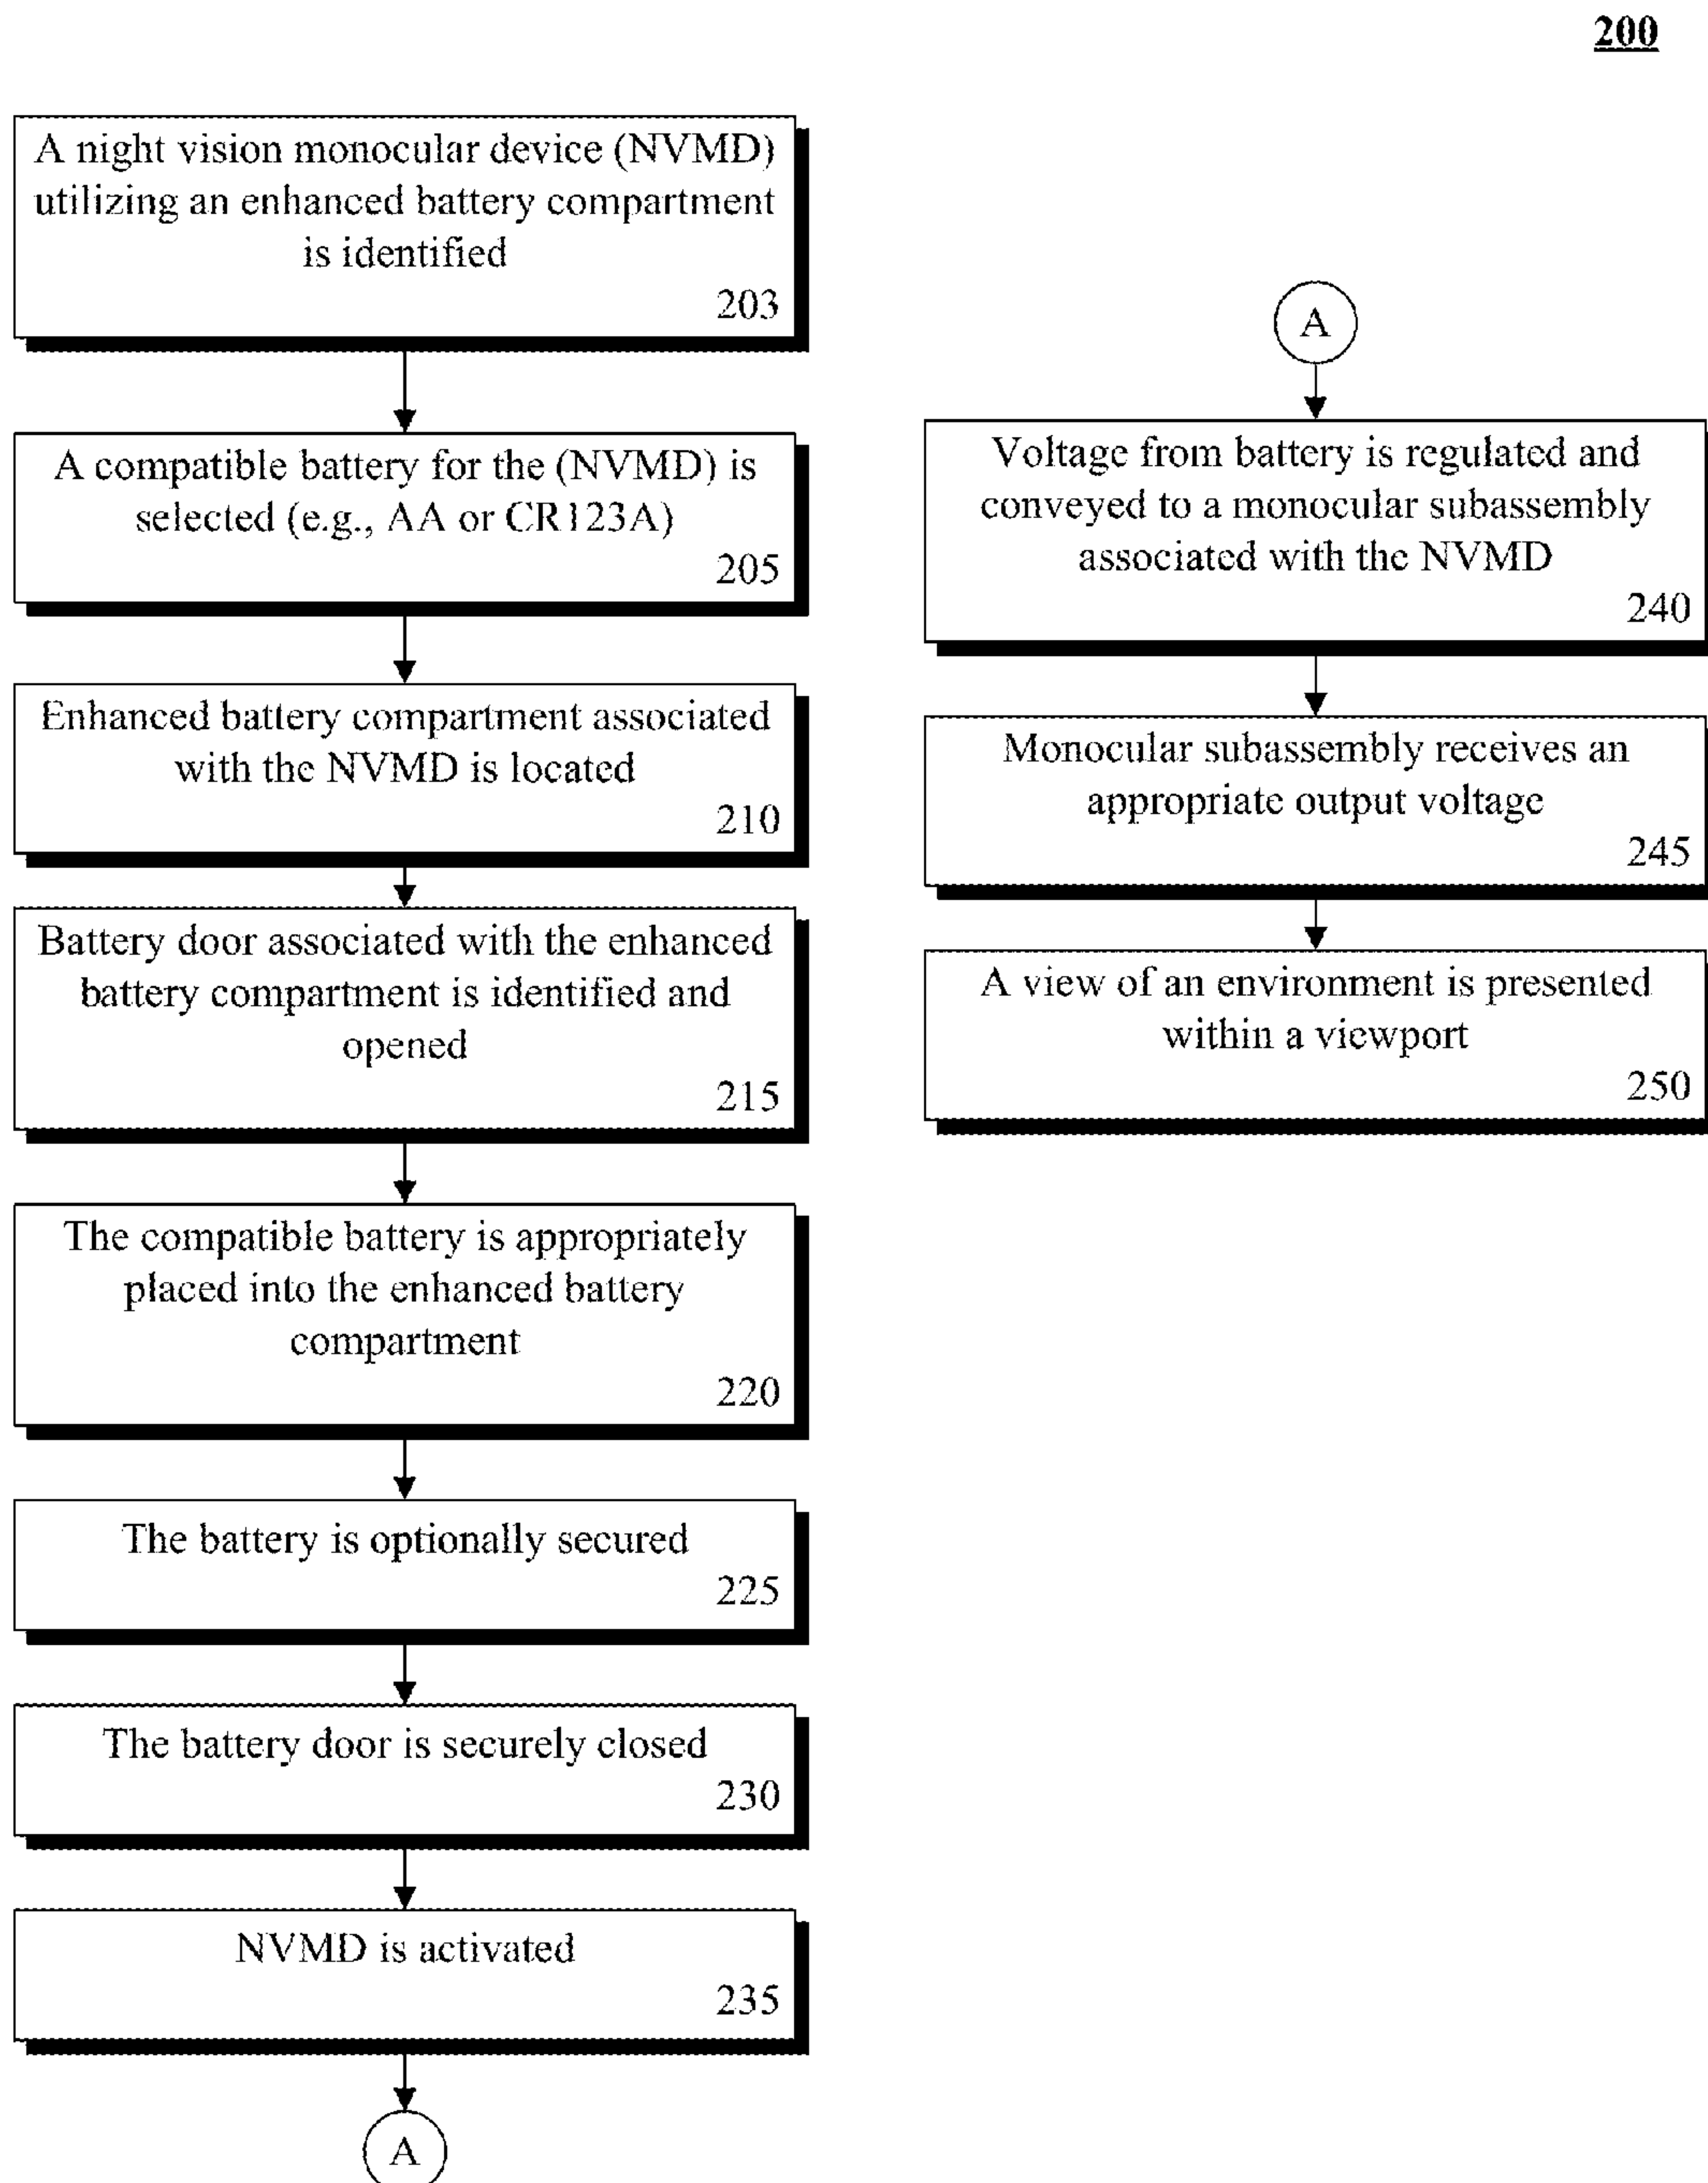 200
A night vision monocular device (NVMD)
utilizing an enhanced battery compartment
is identified
203
A compatible battery for the (NVMD) is
selected (e.g., AA or CR123A)
205
Enhanced battery compartment associated
with the NVMD is located
210
Battery door associated with the enhanced
battery compartment is identified and
opened
215
The compatible battery is appropriately
placed into the enhanced battery
compartment
220
The battery is optionally secured
225
The battery door is securely closed
230
NVMD is activated
235
A
A
Voltage from battery is regulated and
conveyed to a monocular subassembly
associated with the NVMD
240
Monocular subassembly receives an
appropriate output voltage
245
A view of an environment is presented
within a viewport
250